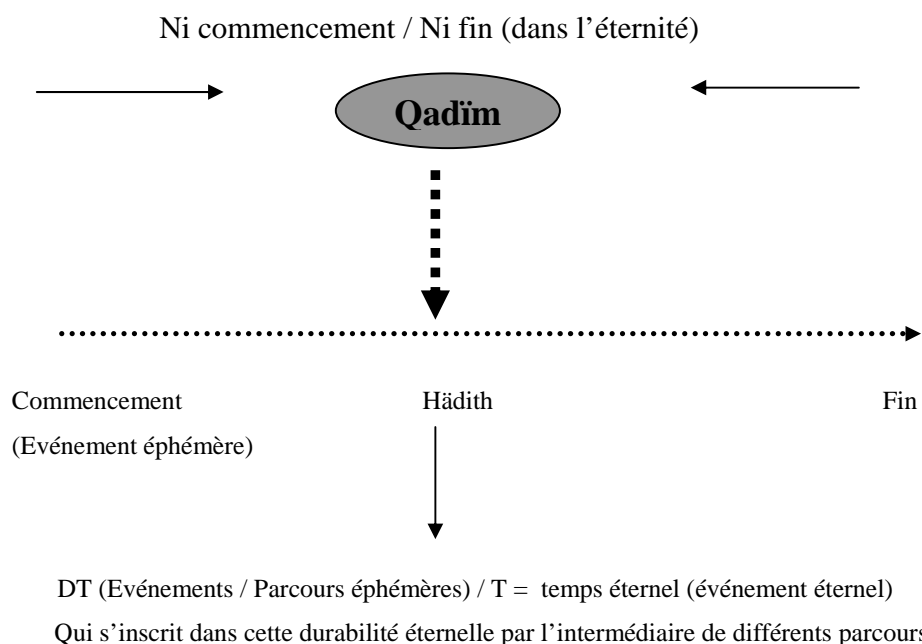 Ni commencement / Ni fin (dans l’éternité)
Qadïm
Commencement Hädith Fin
(Evénement éphémère)
DT (Evénements / Parcours éphémères) / T = temps éternel (événement éternel)
Qui s’inscrit dans cette durabilité éternelle par l’intermédiaire de différents parcours